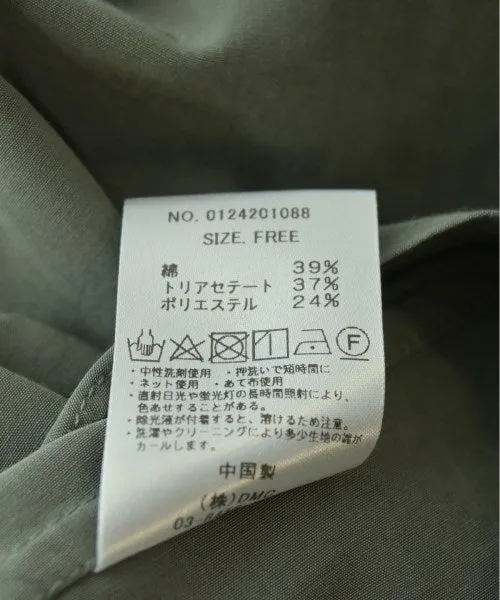 NO. 0124201088
SIZE. FREE
綿 39%
トリアセテート 37%
ポリエステル 24%
F
・中性洗剤使用 ・押洗いで短時間に
・ネット使用 ・あて布使用
・直射日光や蛍光灯の長時間照射により、
色あせすることがある。
・除光液が付着すると、溶けるため注意。
・洗濯やクリーニングにより多少生地の端が
カールします。
中国製
(株)DMC
03-